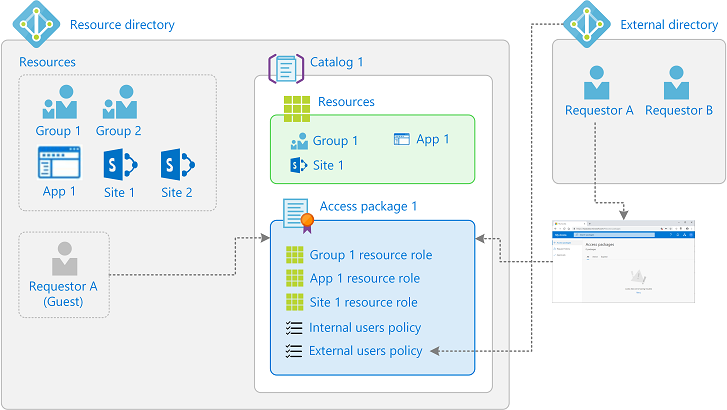 Resource directory
External directory
Resources
Group 1
Group 2
App 1
Site 1
Site 2
Requestor A
(Guest)
Catalog 1
Resources
Group 1
App 1
Site 1
Access package 1
Group 1 resource role
App 1 resource role
Site 1 resource role
Internal users policy
External users policy
Requestor A
Requestor B
Access packages